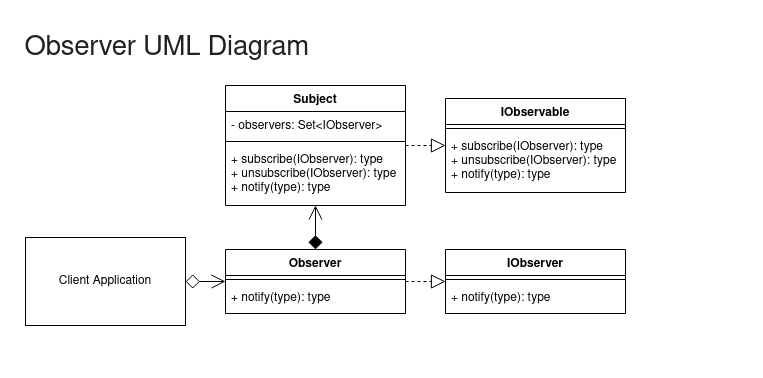 Observer UML Diagram
Subject
- observers: Set<IObserver>
+ subscribe(IObserver): type
+ unsubscribe(IObserver): type
+ notify(type): type
IObservable
+ subscribe(IObserver): type
+ unsubscribe(IObserver): type
+ notify(type): type
Client Application
Observer
+ notify(type): type
IObserver
+ notify(type): type